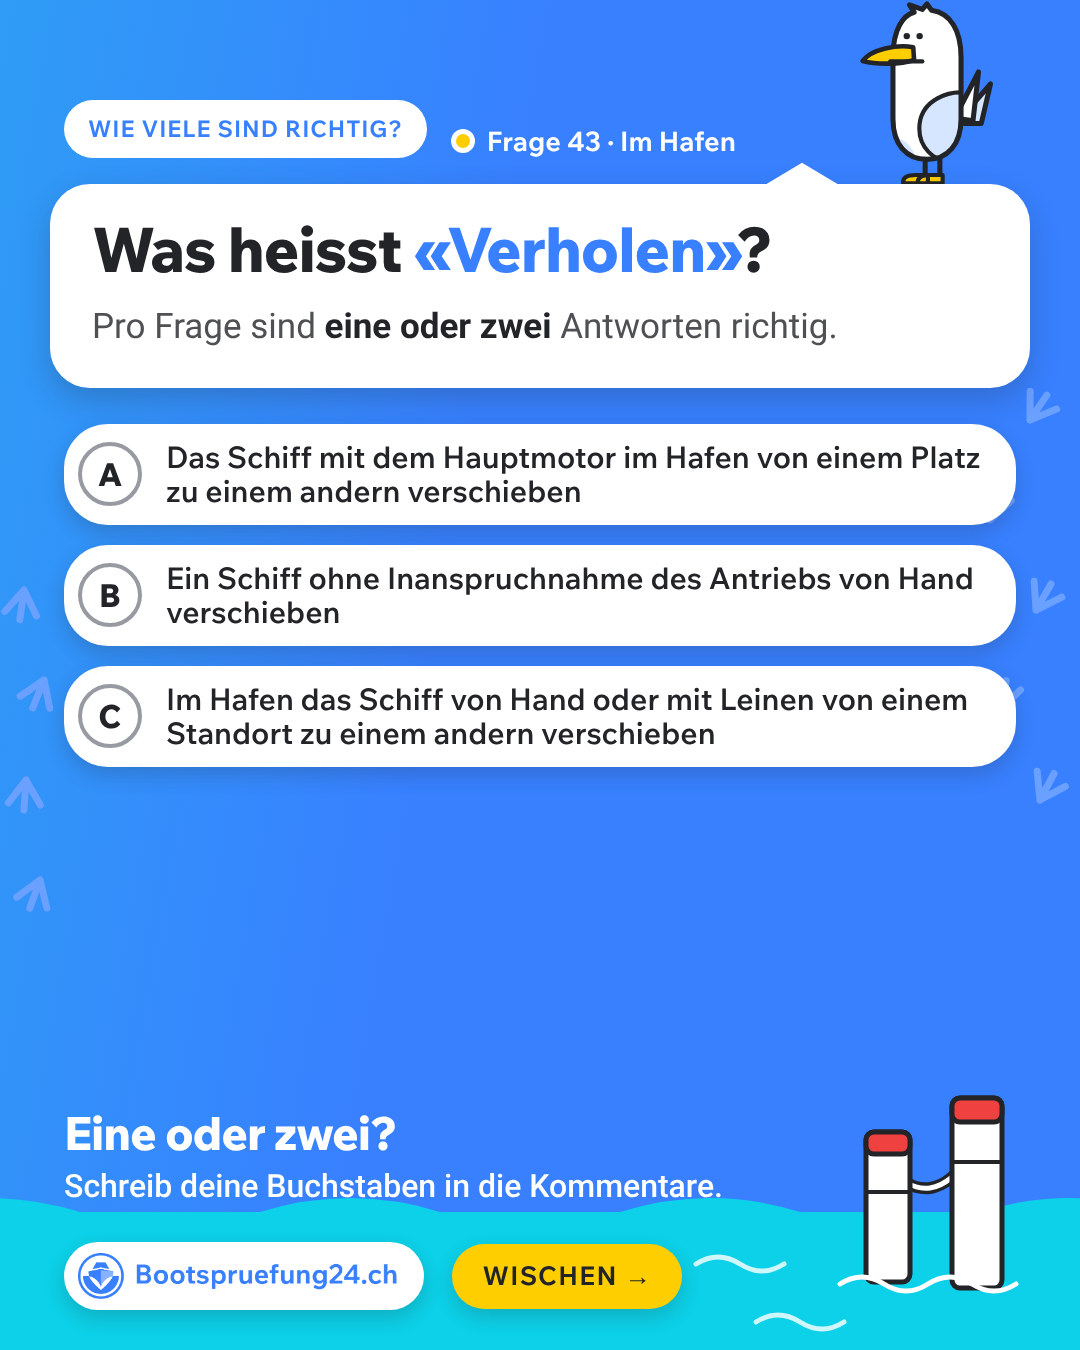 WIE VIELE SIND RICHTIG?
Frage 43 · Im Hafen
Was heisst «Verholen»?
Pro Frage sind eine oder zwei Antworten richtig.
A
Das Schiff mit dem Hauptmotor im Hafen von einem Platz
zu einem andern verschieben
B
Ein Schiff ohne Inanspruchnahme des Antriebs von Hand
verschieben
C
Im Hafen das Schiff von Hand oder mit Leinen von einem
Standort zu einem andern verschieben
Eine oder zwei?
Schreib deine Buchstaben in die Kommentare.
Bootspruefung24.ch
WISCHEN →